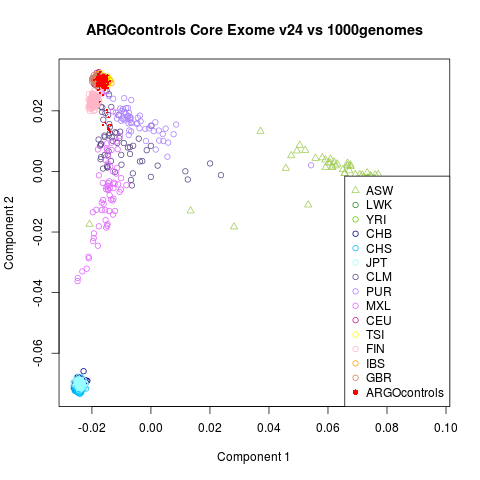 ARGOcontrols Core Exome v24 vs 1000genomes
Component 2
0.02
0.00
-0.02
-0.04
-0.06
ASW
LWK
YRI
CHB
CHS
JPT
CLM
PUR
MXL
CEU
TSI
FIN
IBS
GBR
ARGOcontrols
-0.02 0.00 0.02 0.04 0.06 0.08 0.10
Component 1